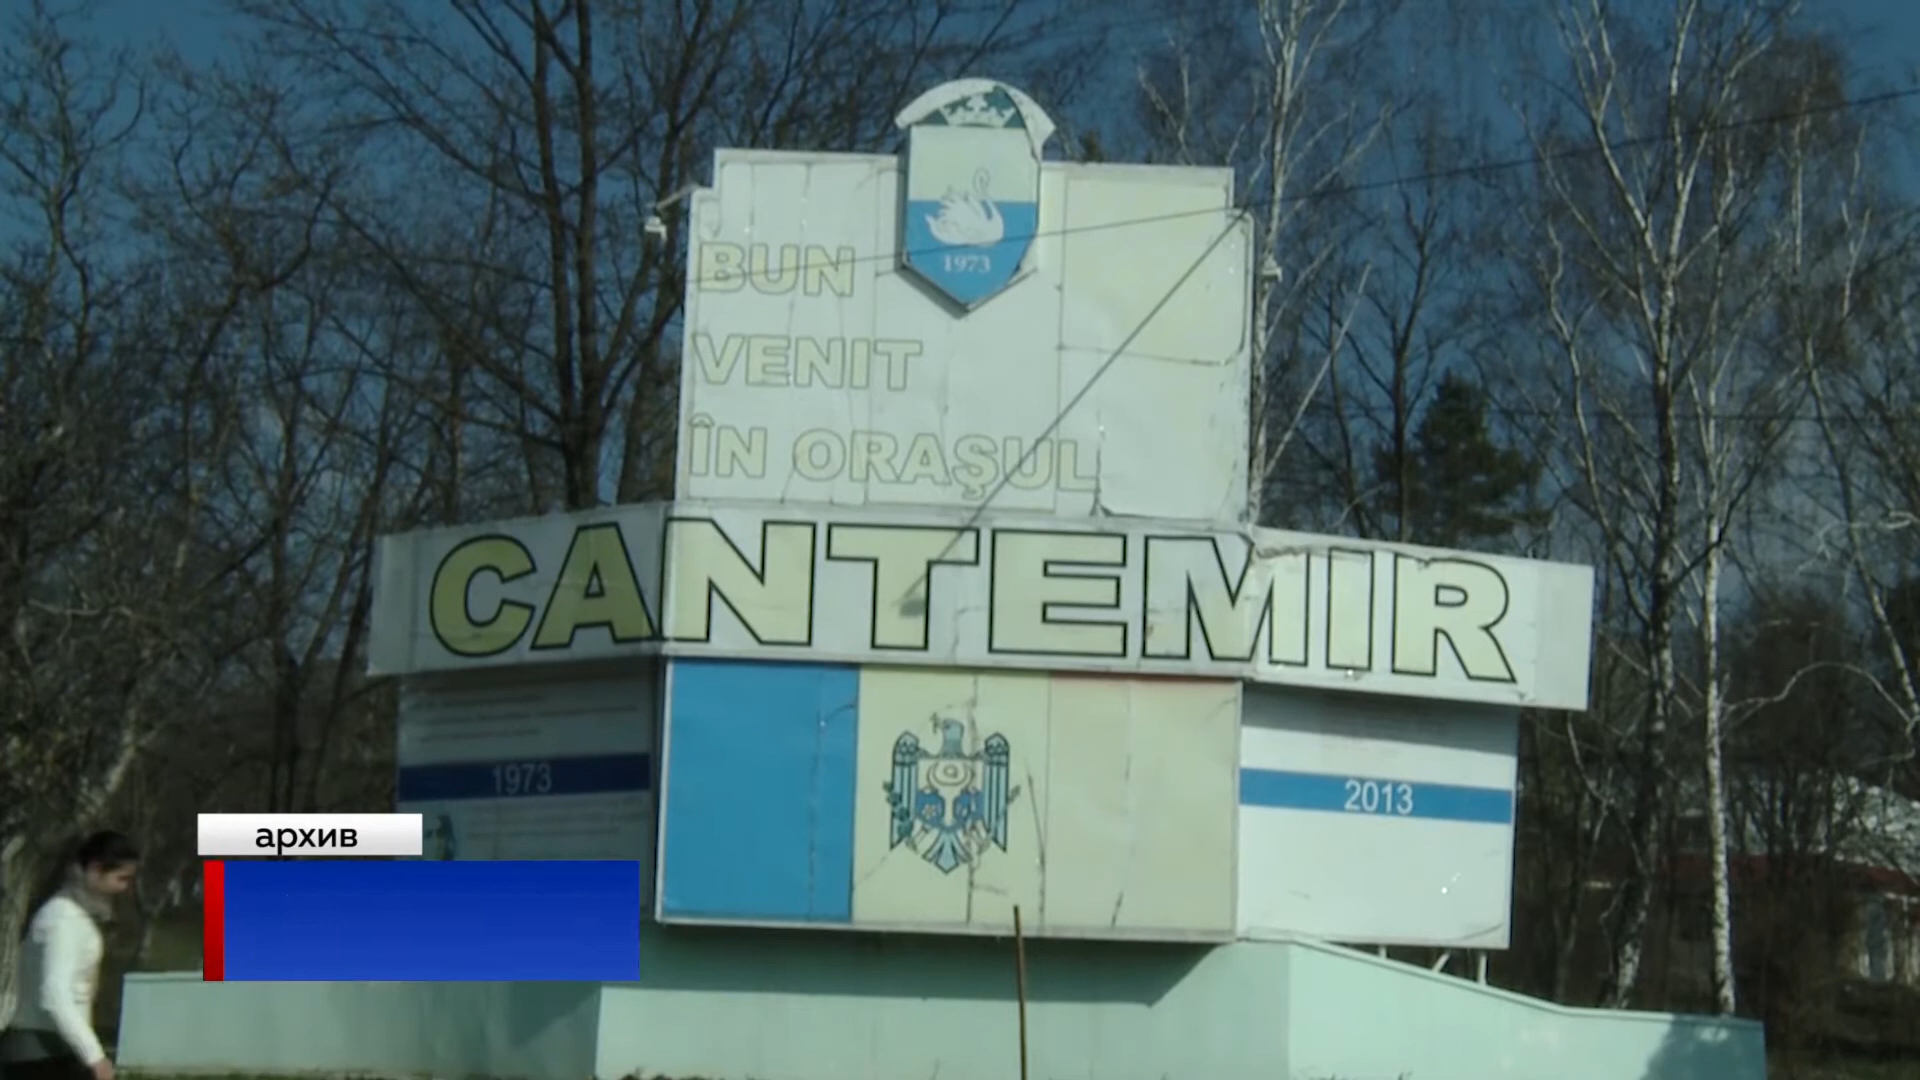 1973
BUN
VENIT
ÎN ORAŞUL
CANTEMIR
1973
2013
архив